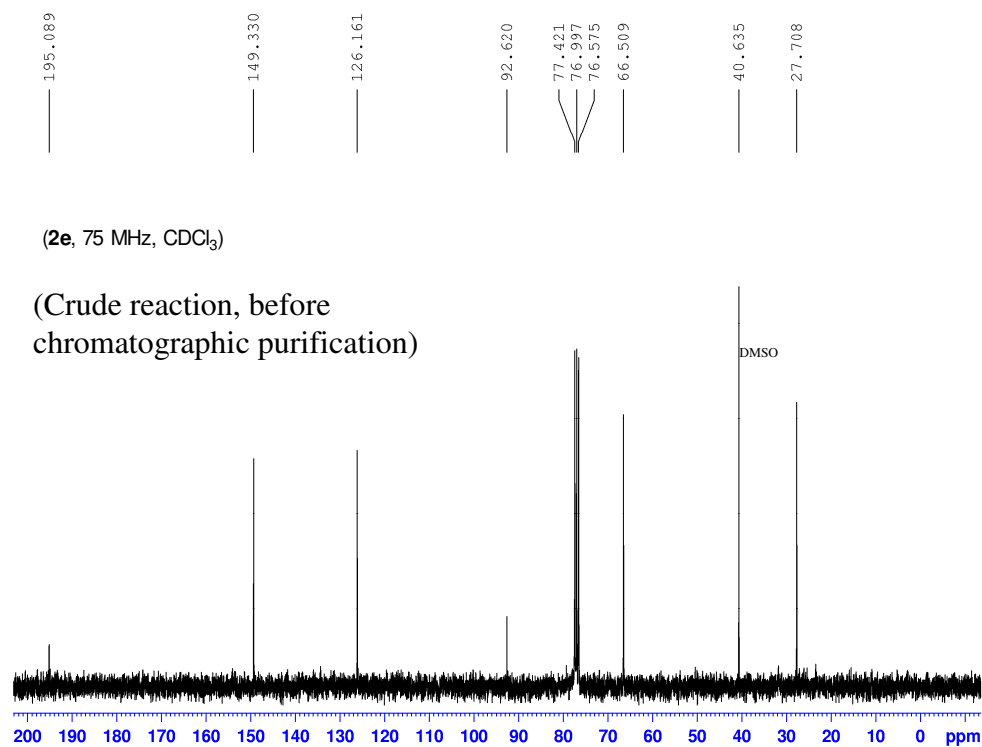 195.089
149.330
126.161
92.620
77.421
76.997
76.575
66.509
40.635
27.708
(2e, 75 MHz, CDCl₃)
(Crude reaction, before
chromatographic purification)
DMSO
200 190 180 170 160 150 140 130 120 110 100 90 80 70 60 50 40 30 20 10 0 ppm